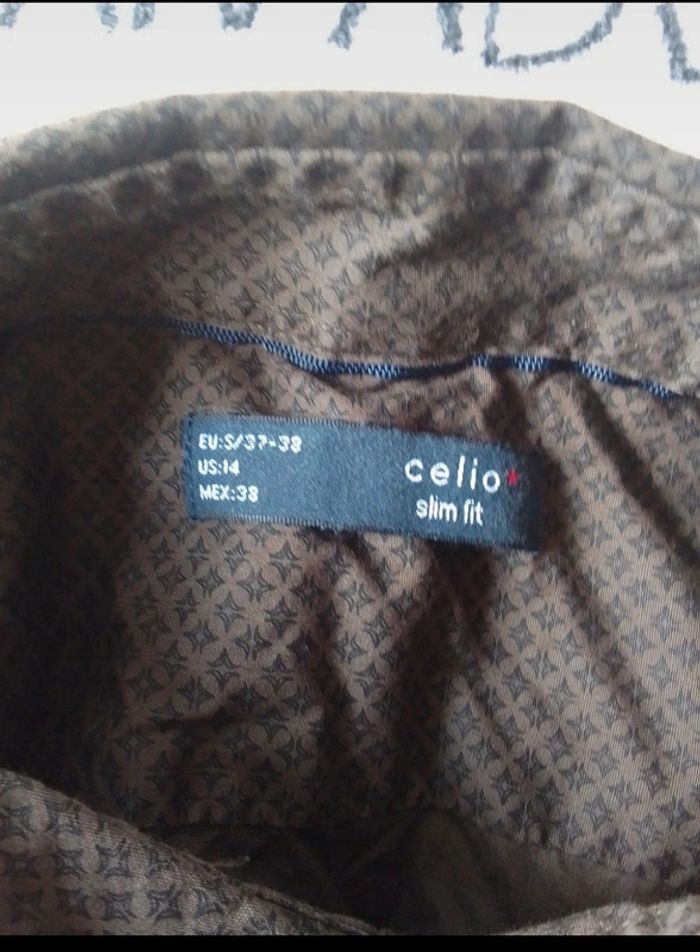 EU:S/37-38
US:14
MEX:38
celio*
slim fit